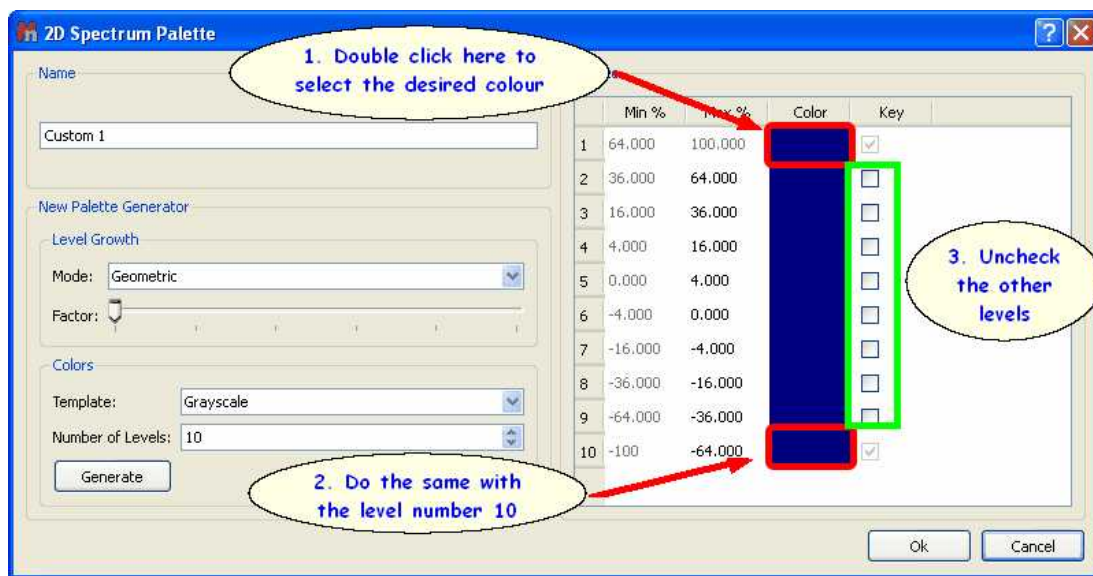 2D Spectrum Palette
1. Double click here to
select the desired colour
Name
Custom 1
New Palette Generator
Level Growth
Mode: Geometric
Factor:
Colors
Template: Grayscale
Number of Levels: 10
Generate
2. Do the same with
the level number 10
Min % Max % Color Key
1 64.000 100.000
2 36.000 64.000
3 16.000 36.000
4 4.000 16.000
5 0.000 4.000
6 -4.000 0.000
7 -16.000 -4.000
8 -36.000 -16.000
9 -64.000 -36.000
10 -100 -64.000
3. Uncheck
the other
levels
Ok Cancel